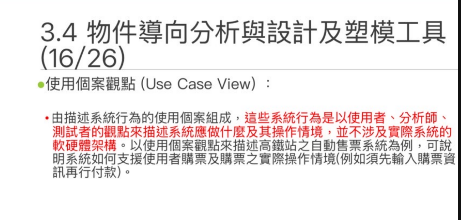 3.4 物件導向分析與設計及塑模工具
(16/26)
●使用個案觀點 (Use Case View) ：
•由描述系統行為的使用個案組成，這些系統行為是以使用者、分析師、
測試者的觀點來描述系統應做什麼及其操作情境，並不涉及實際系統的
軟硬體架構。以使用個案觀點來描述高鐵站之自動售票系統為例，可說
明系統如何支援使用者購票及購票之實際操作情境(例如須先輸入購票資
訊再行付款)。